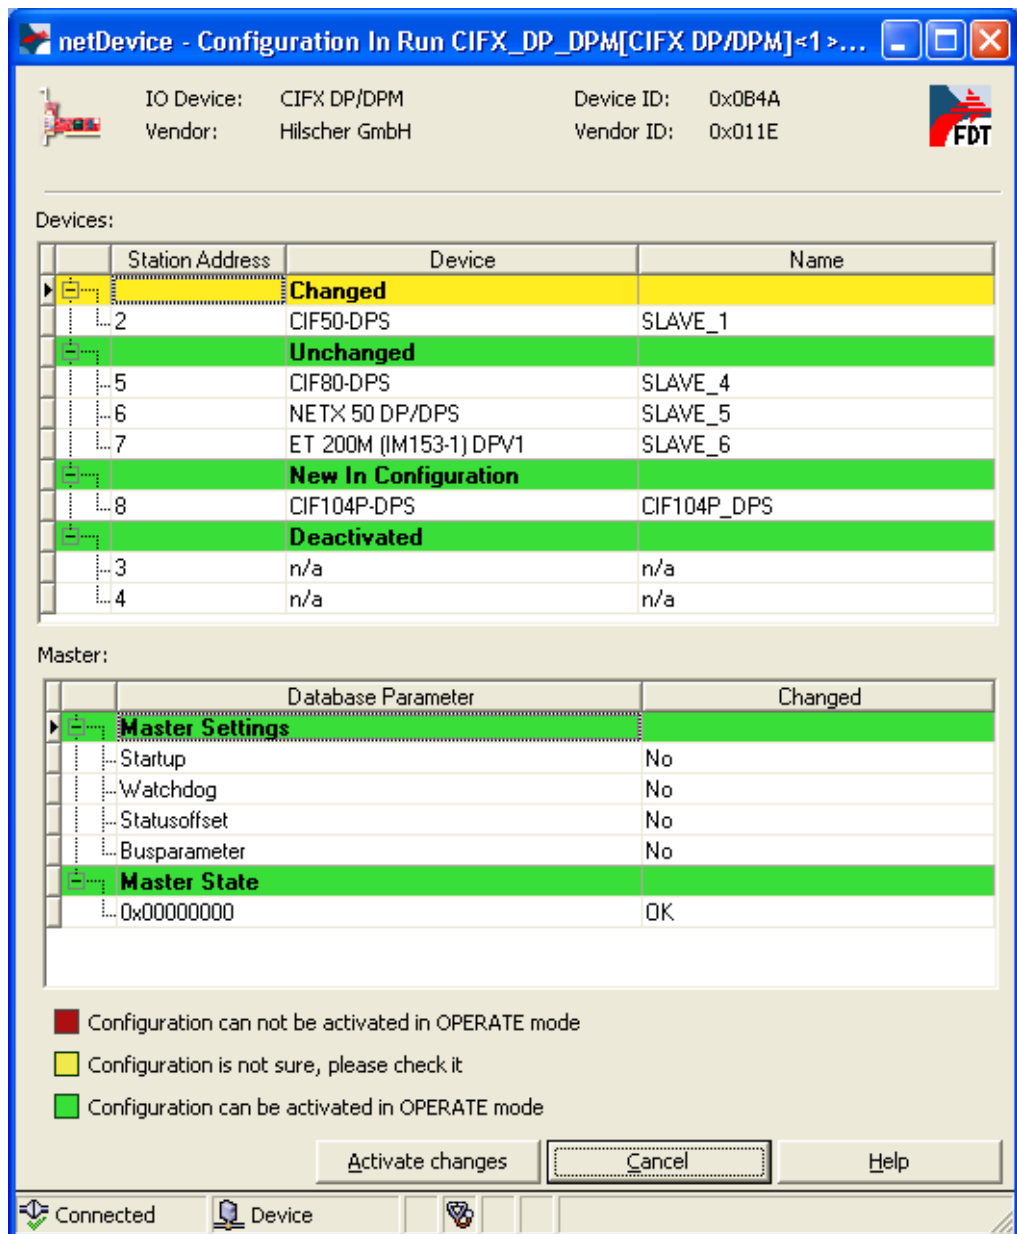 netDevice - Configuration In Run CIFX_DP_DPM[CIFX DP/DPM]<1>...
IO Device: CIFX DP/DPM Device ID: 0x0B4A
Vendor: Hilscher GmbH Vendor ID: 0x011E
FDT
Devices:
Station Address Device Name
Changed
2 CIF50-DPS SLAVE_1
Unchanged
5 CIF80-DPS SLAVE_4
6 NETX 50 DP/DPS SLAVE_5
7 ET 200M (IM153-1) DPV1 SLAVE_6
New In Configuration
8 CIF104P-DPS CIF104P_DPS
Deactivated
3 n/a n/a
4 n/a n/a
Master:
Database Parameter Changed
Master Settings
Startup No
Watchdog No
Statusoffset No
Busparameter No
Master State
0x00000000 OK
Configuration can not be activated in OPERATE mode
Configuration is not sure, please check it
Configuration can be activated in OPERATE mode
Activate changes Cancel Help
Connected Device